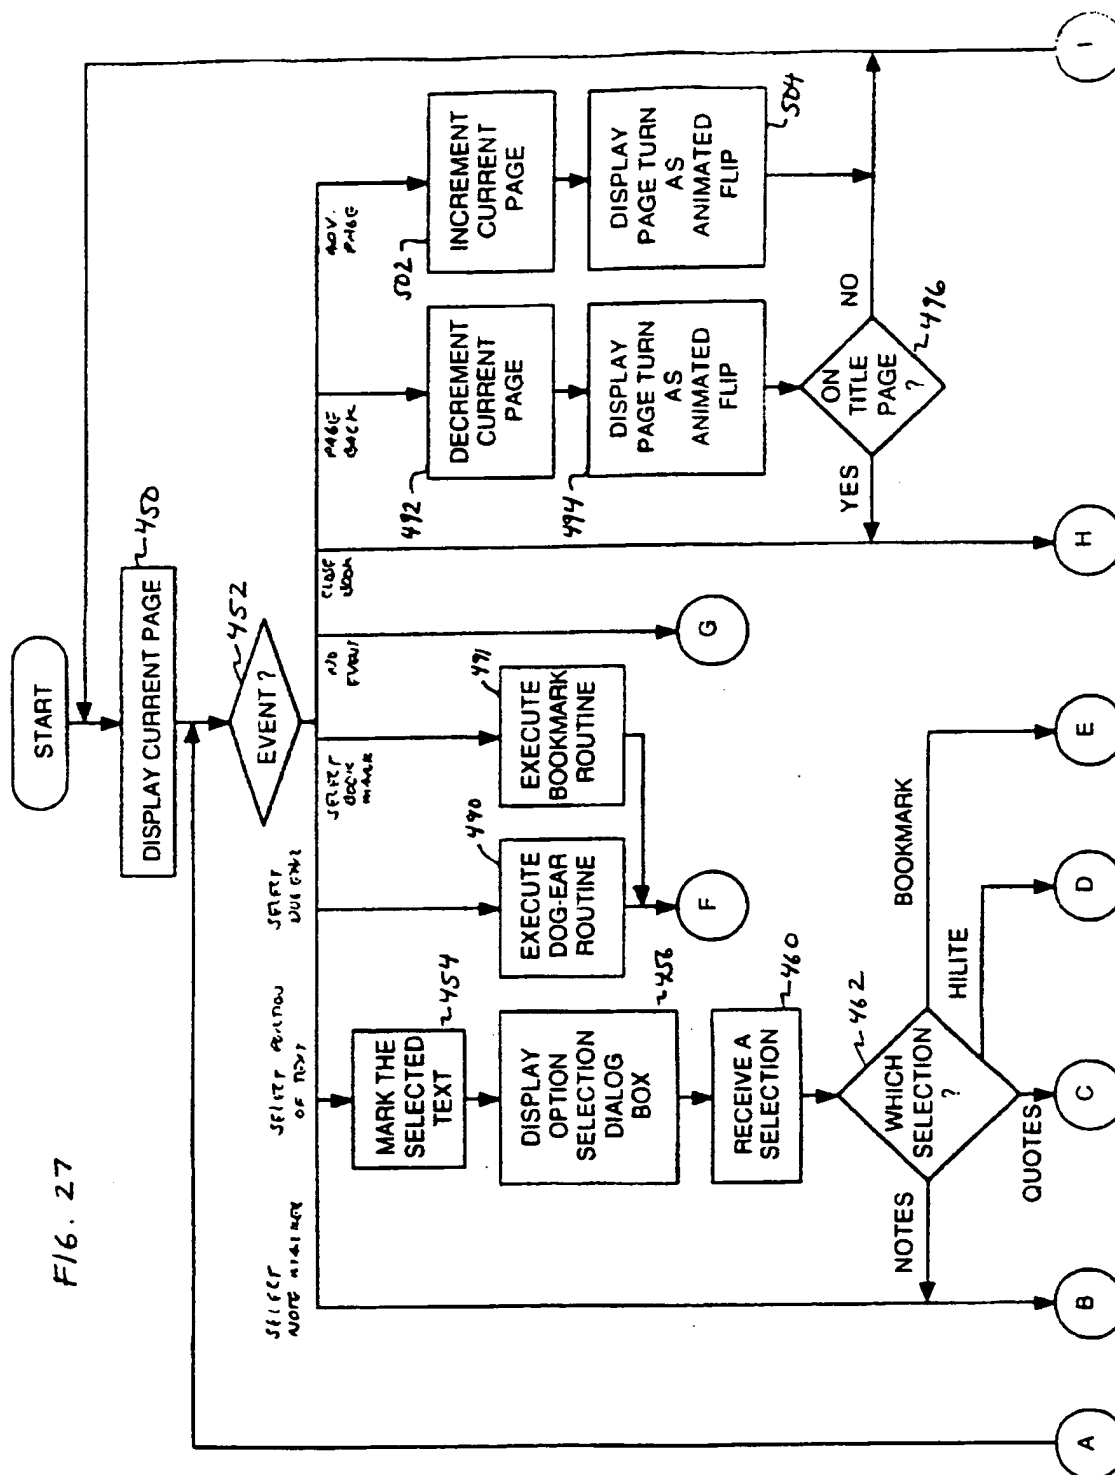 FIG. 27
START
DISPLAY CURRENT PAGE
450
EVENT ?
452
SELECT
NOTE MARKER
SELECT PORTION
OF TEXT
SELECT
DOG EAR
SELECT
BOOK
MARK
NO
EVENT
CLOSE
BOOK
PAGE
BACK
ADV.
PAGE
MARK THE
SELECTED
TEXT
454
DISPLAY
OPTION
SELECTION
DIALOG
BOX
456
RECEIVE A
SELECTION
460
WHICH
SELECTION
?
462
NOTES
QUOTES
HILITE
BOOKMARK
EXECUTE
DOG-EAR
ROUTINE
490
EXECUTE
BOOKMARK
ROUTINE
491
DECREMENT
CURRENT
PAGE
492
DISPLAY
PAGE TURN
AS
ANIMATED
FLIP
494
ON
TITLE
PAGE
?
496
YES
NO
INCREMENT
CURRENT
PAGE
502
DISPLAY
PAGE TURN
AS
ANIMATED
FLIP
504
F
G
A
B
C
D
E
H
I